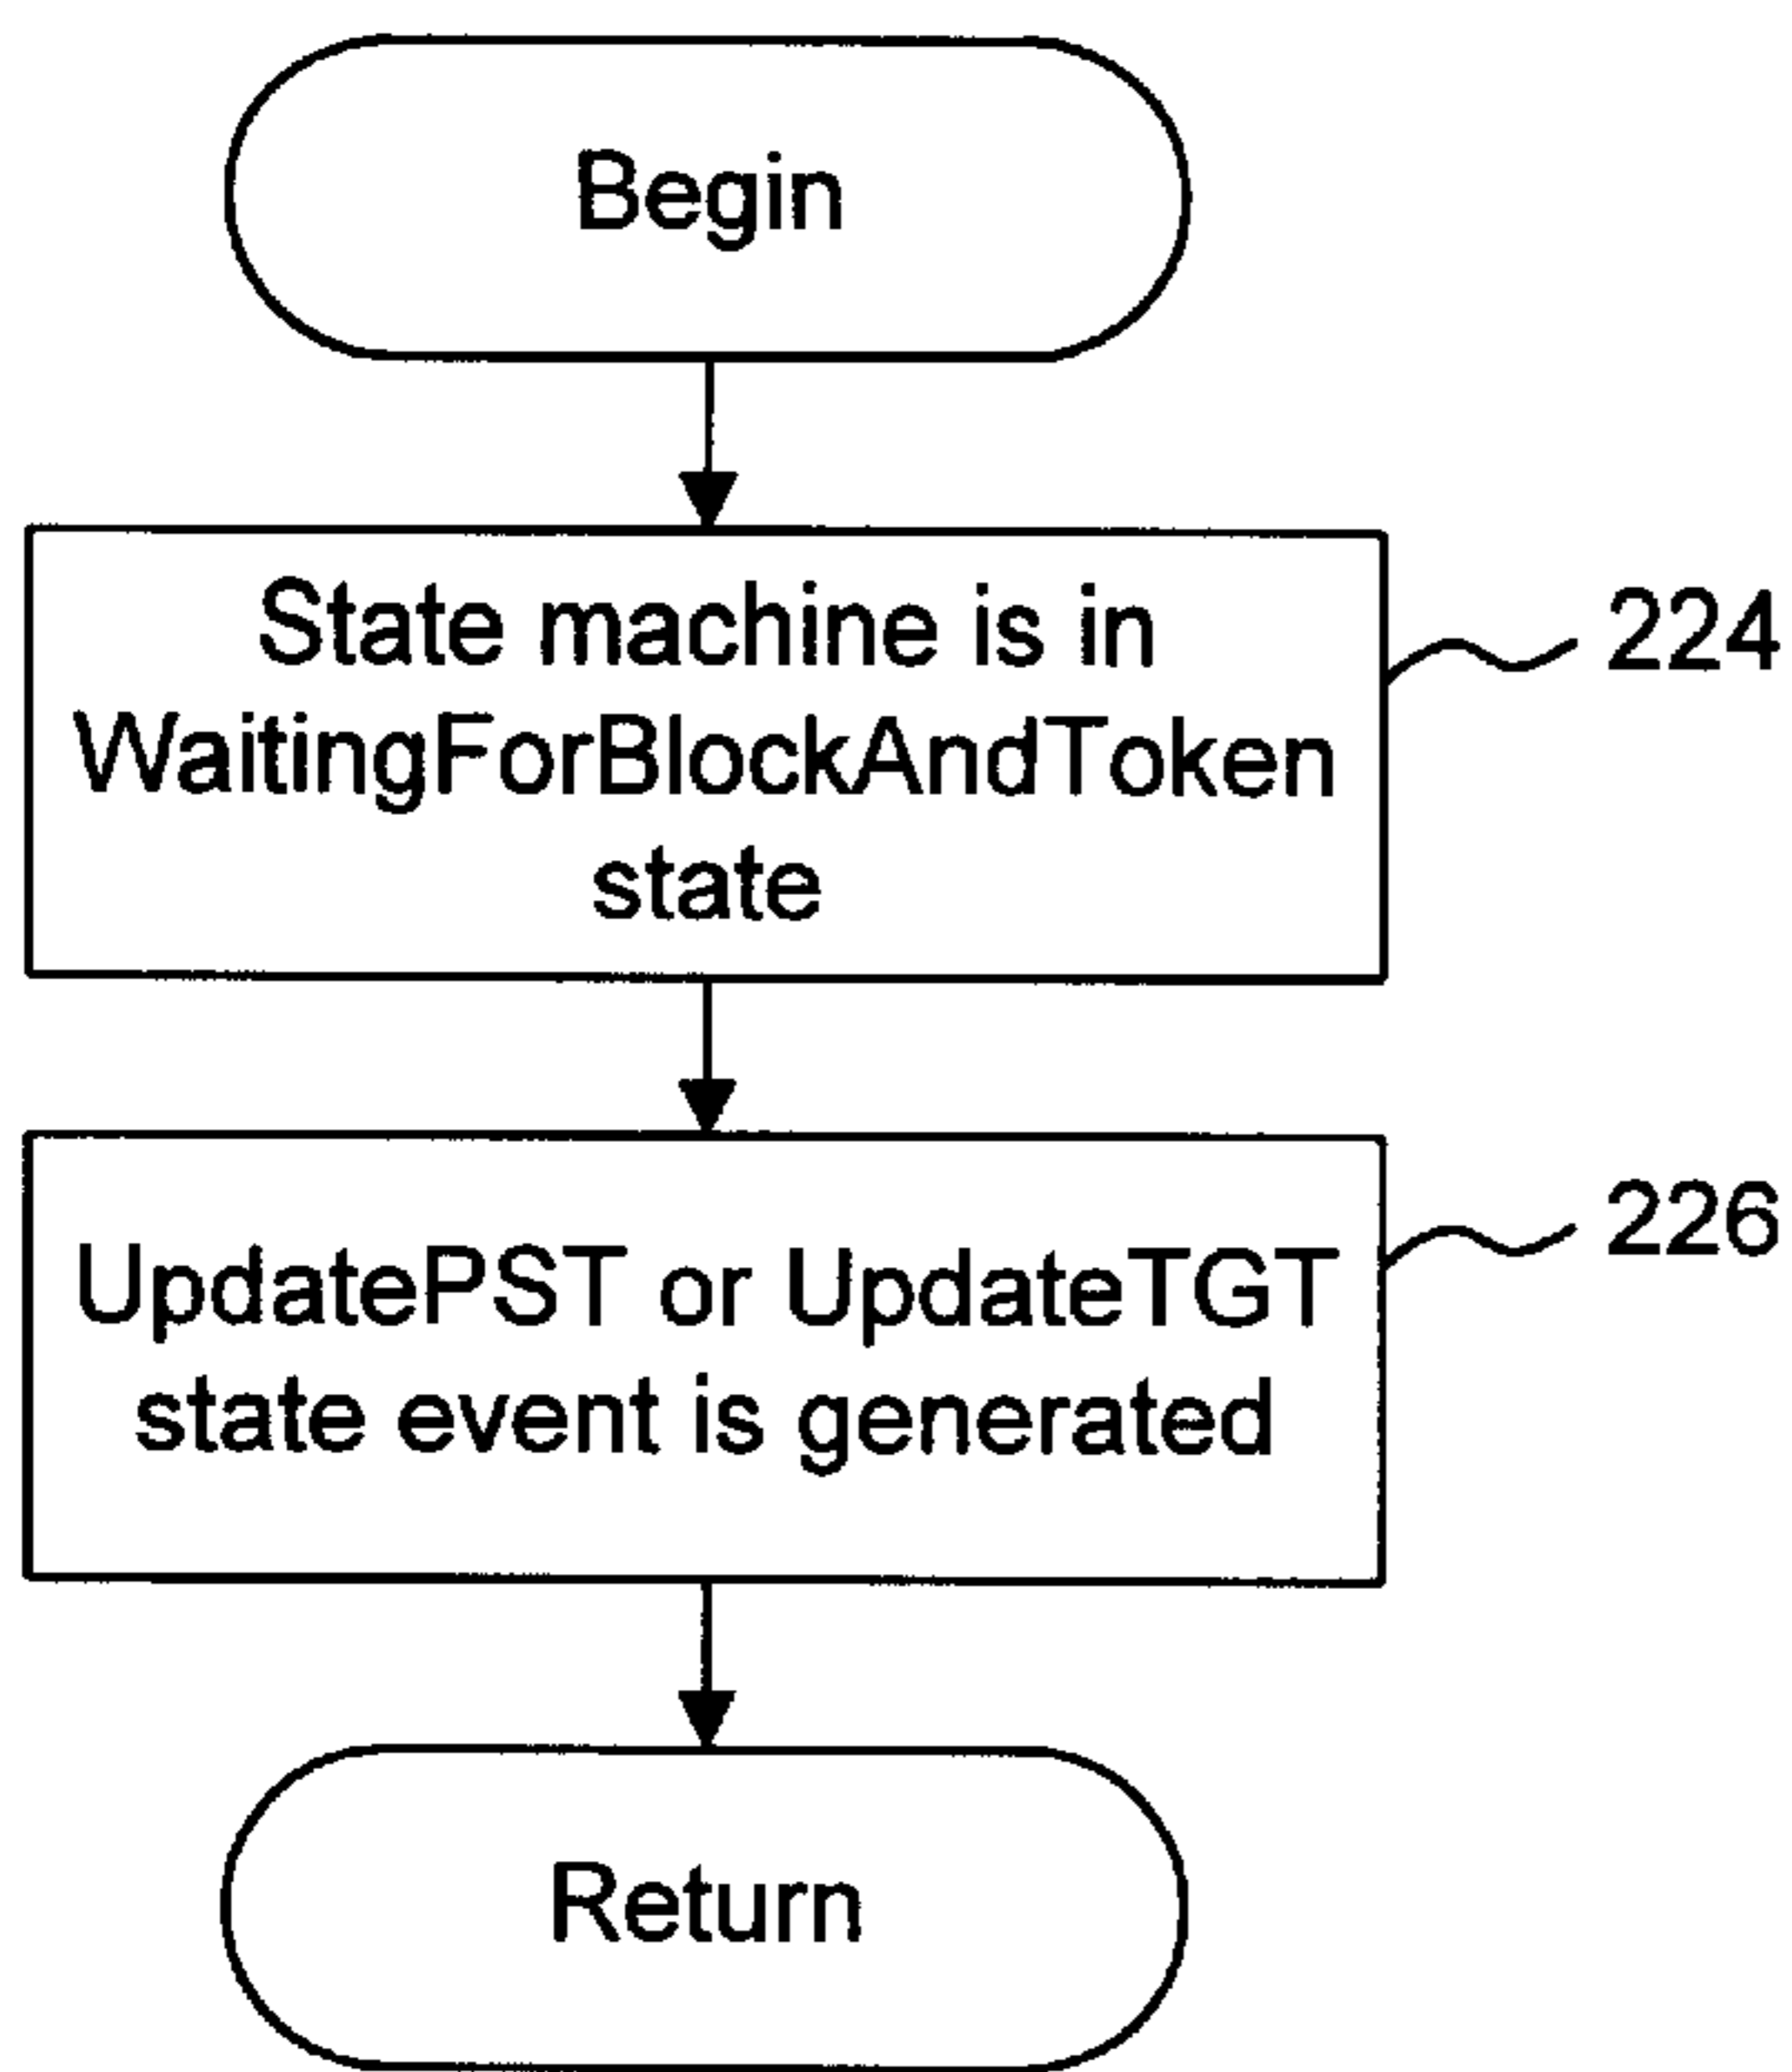 Begin
State machine is in
WaitingForBlockAndToken
state
224
UpdatePST or UpdateTGT
state event is generated
226
Return